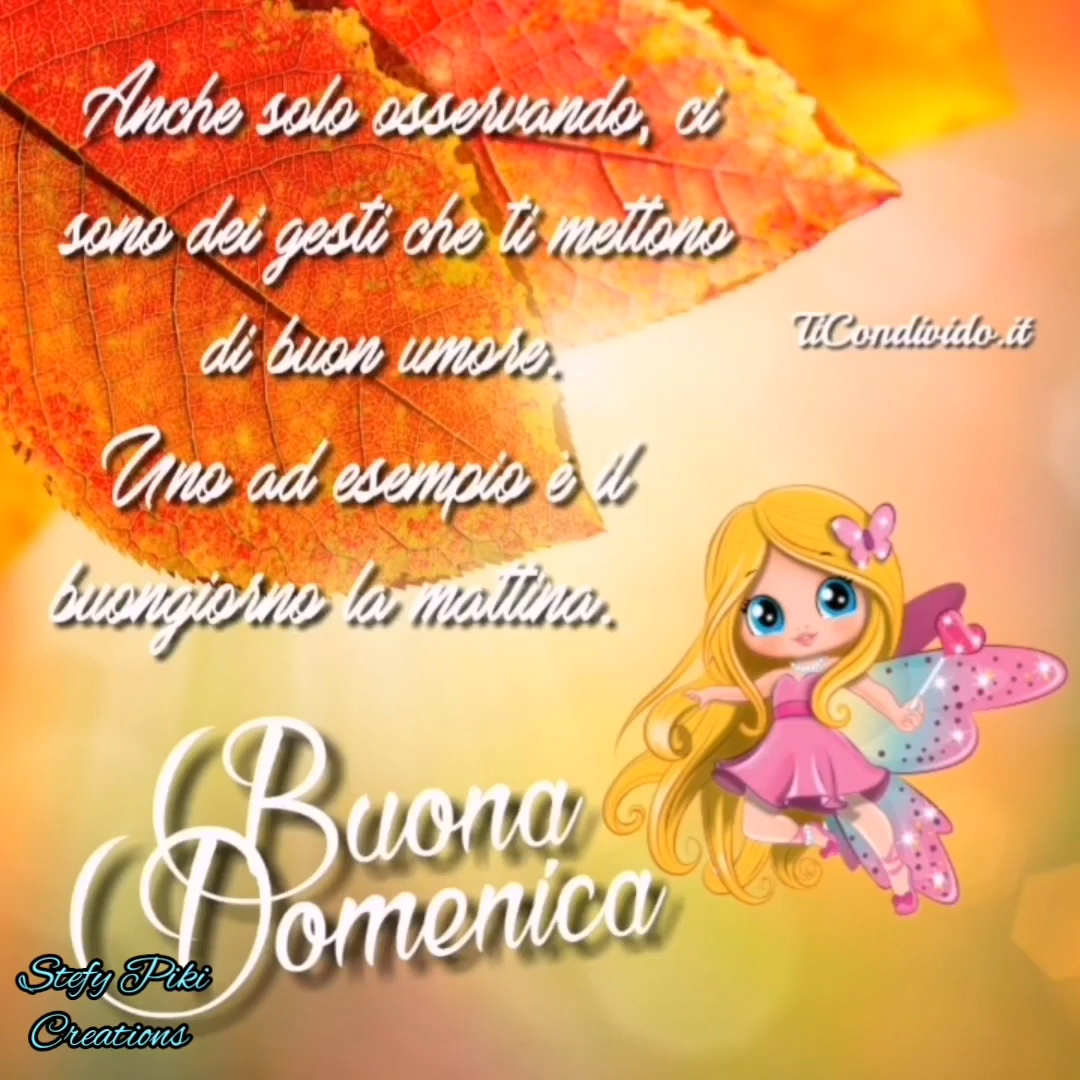 Anche solo osservando, ci
sono dei gesti che ti mettono
di buon umore.
TiCondivido.it
Uno ad esempio è il
buongiorno la mattina.
Buona
Domenica
Stefy Piki
Creations